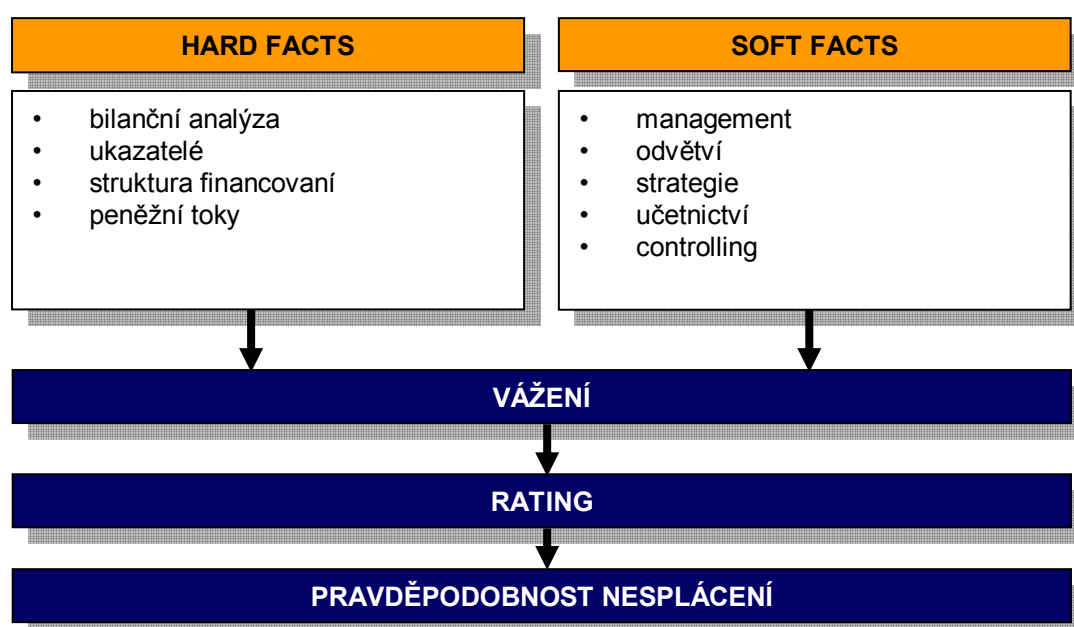 HARD FACTS
• bilanční analýza
• ukazatelé
• struktura financovaní
• peněžní toky
SOFT FACTS
• management
• odvětví
• strategie
• učetnictví
• controlling
VÁŽENÍ
RATING
PRAVDĚPODOBNOST NESPLÁCENÍ